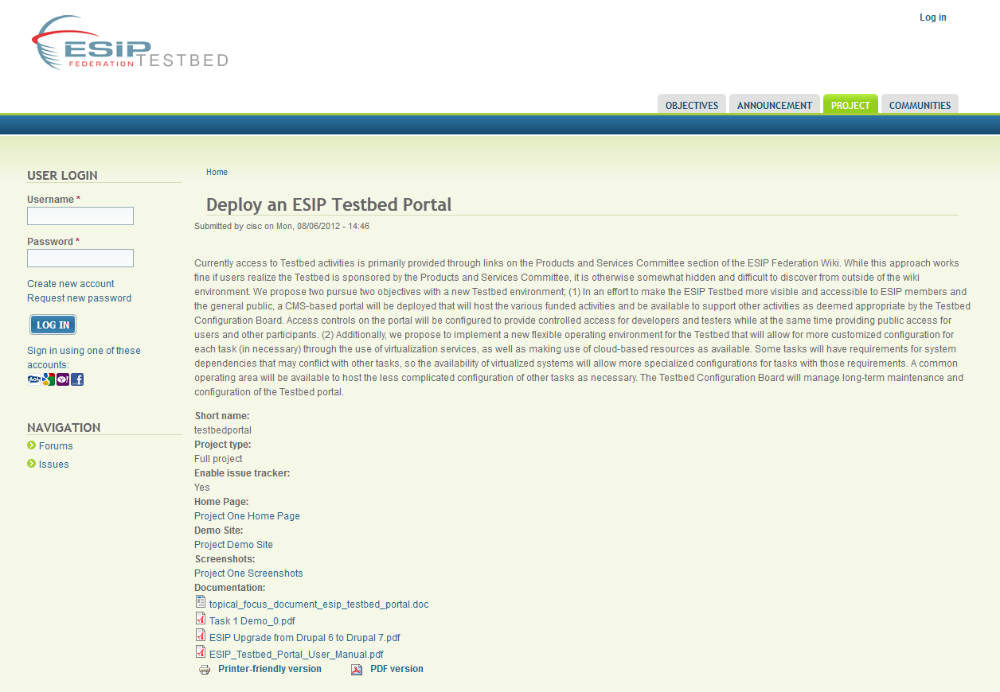 Log in
ESIP
FEDERATION TESTBED
OBJECTIVES ANNOUNCEMENT PROJECT COMMUNITIES
USER LOGIN
Username *
Password *
Create new account
Request new password
LOG IN
Sign in using one of these
accounts:
Aol Y! f
NAVIGATION
Forums
Issues
Home
Deploy an ESIP Testbed Portal
Submitted by cisc on Mon, 08/06/2012 - 14:46
Currently access to Testbed activities is primarily provided through links on the Products and Services Committee section of the ESIP Federation Wiki. While this approach works
fine if users realize the Testbed is sponsored by the Products and Services Committee, it is otherwise somewhat hidden and difficult to discover from outside of the wiki
environment. We propose two pursue two objectives with a new Testbed environment; (1) In an effort to make the ESIP Testbed more visible and accessible to ESIP members and
the general public, a CMS-based portal will be deployed that will host the various funded activities and be available to support other activities as deemed appropriate by the Testbed
Configuration Board. Access controls on the portal will be configured to provide controlled access for developers and testers while at the same time providing public access for
users and other participants. (2) Additionally, we propose to implement a new flexible operating environment for the Testbed that will allow for more customized configuration for
each task (in necessary) through the use of virtualization services, as well as making use of cloud-based resources as available. Some tasks will have requirements for system
dependencies that may conflict with other tasks, so the availability of virtualized systems will allow more specialized configurations for tasks with those requirements. A common
operating area will be available to host the less complicated configuration of other tasks as necessary. The Testbed Configuration Board will manage long-term maintenance and
configuration of the Testbed portal.
Short name:
testbedportal
Project type:
Full project
Enable issue tracker:
Yes
Home Page:
Project One Home Page
Demo Site:
Project Demo Site
Screenshots:
Project One Screenshots
Documentation:
topical_focus_document_esip_testbed_portal.doc
Task 1 Demo_0.pdf
ESIP Upgrade from Drupal 6 to Drupal 7.pdf
ESIP_Testbed_Portal_User_Manual.pdf
Printer-friendly version PDF version